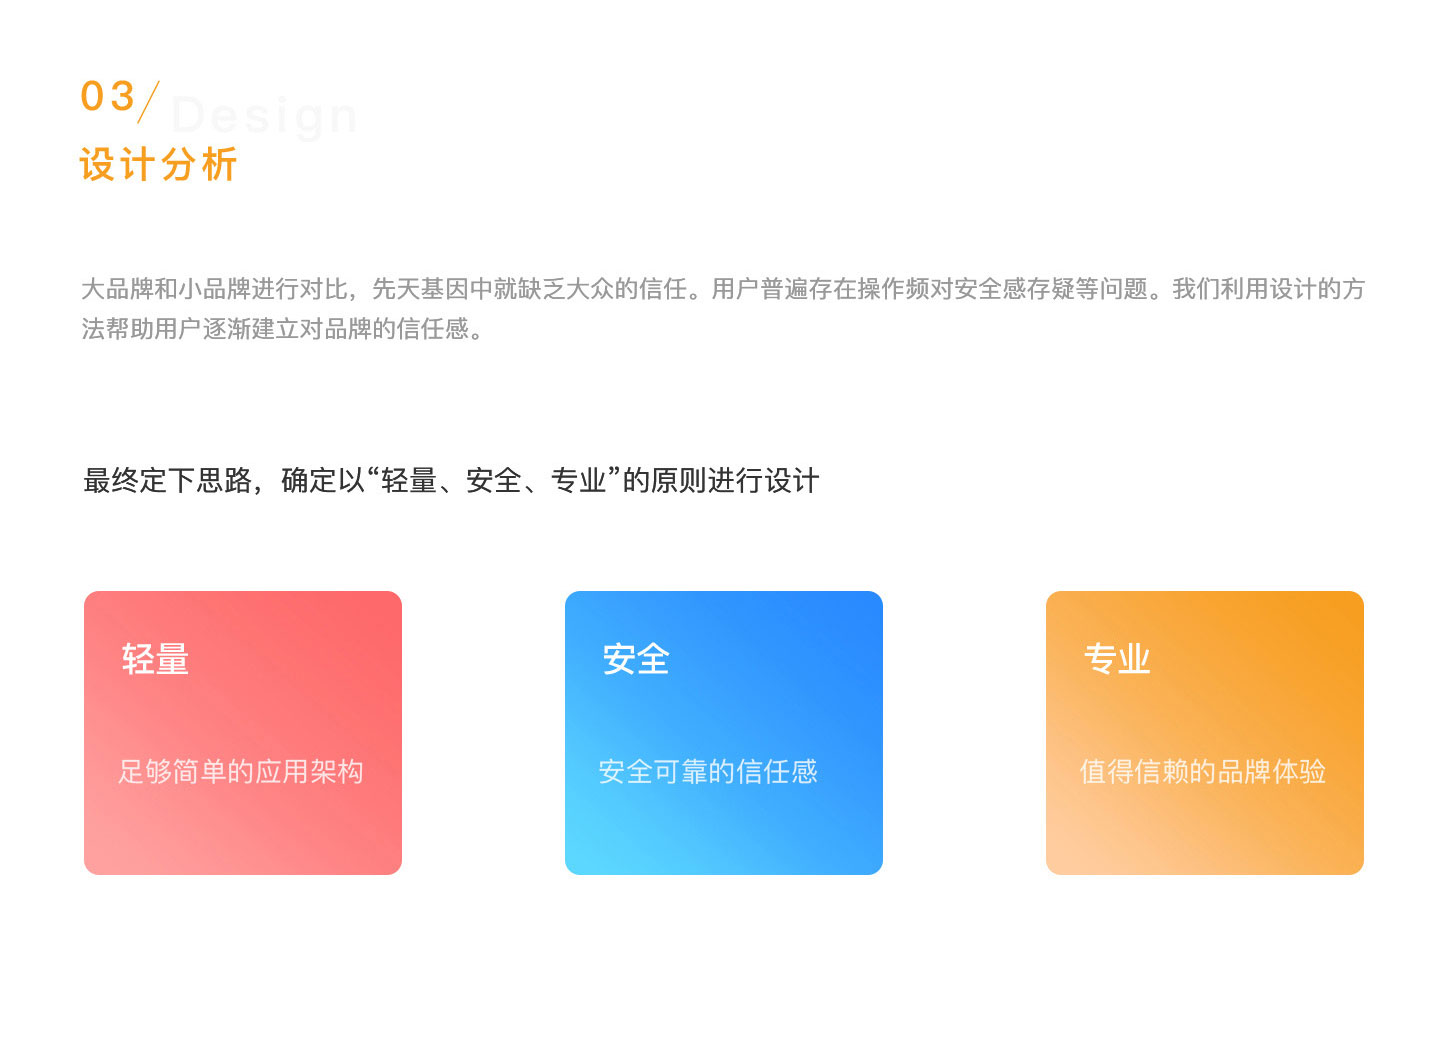 03/
Design
设计分析
大品牌和小品牌进行对比，先天基因中就缺乏大众的信任。用户普遍存在操作频对安全感存疑等问题。我们利用设计的方
法帮助用户逐渐建立对品牌的信任感。
最终定下思路，确定以“轻量、安全、专业”的原则进行设计
轻量
足够简单的应用架构
安全
安全可靠的信任感
专业
值得信赖的品牌体验